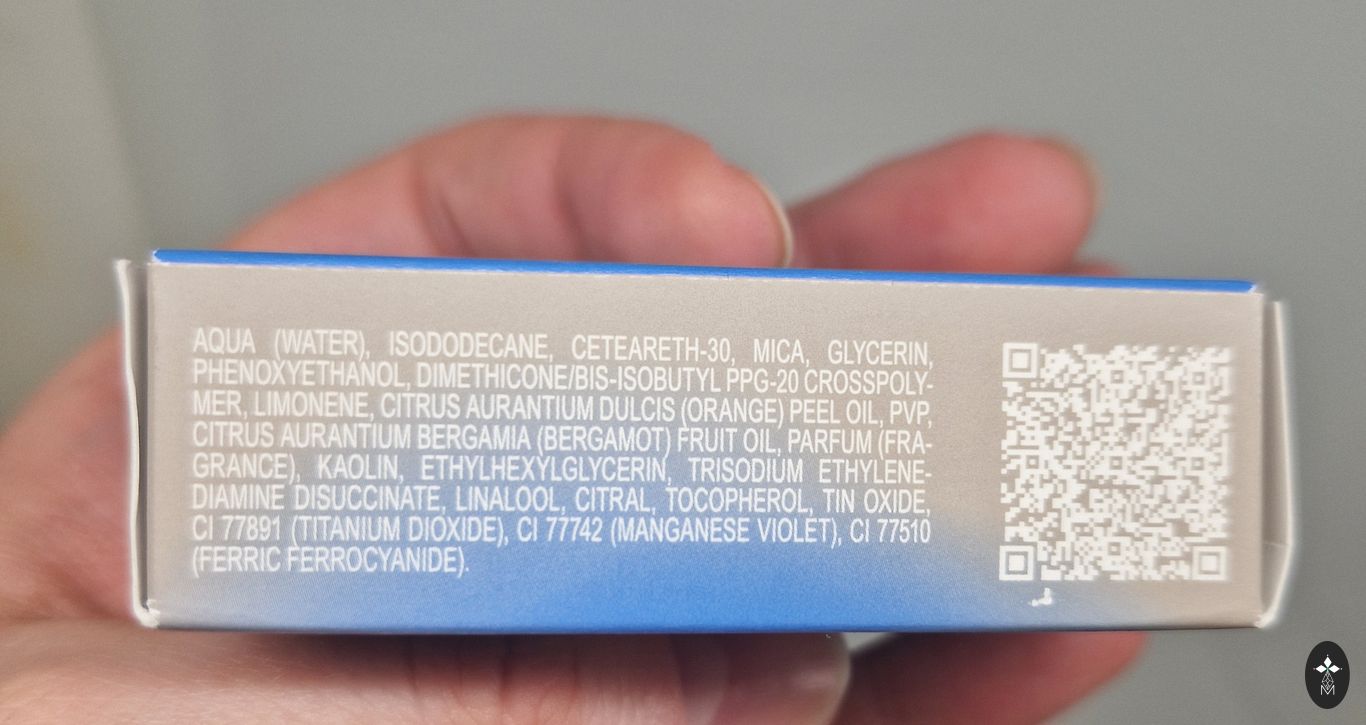 AQUA (WATER), ISODODECANE, CETEARETH-30, MICA, GLYCERIN,
PHENOXYETHANOL, DIMETHICONE/BIS-ISOBUTYL PPG-20 CROSSPOLY-
MER, LIMONENE, CITRUS AURANTIUM DULCIS (ORANGE) PEEL OIL, PVP,
CITRUS AURANTIUM BERGAMIA (BERGAMOT) FRUIT OIL, PARFUM (FRA-
GRANCE), KAOLIN, ETHYLHEXYLGLYCERIN, TRISODIUM ETHYLENE-
DIAMINE DISUCCINATE, LINALOOL, CITRAL, TOCOPHEROL, TIN OXIDE,
CI 77891 (TITANIUM DIOXIDE), CI 77742 (MANGANESE VIOLET), CI 77510
(FERRIC FERROCYANIDE).
M